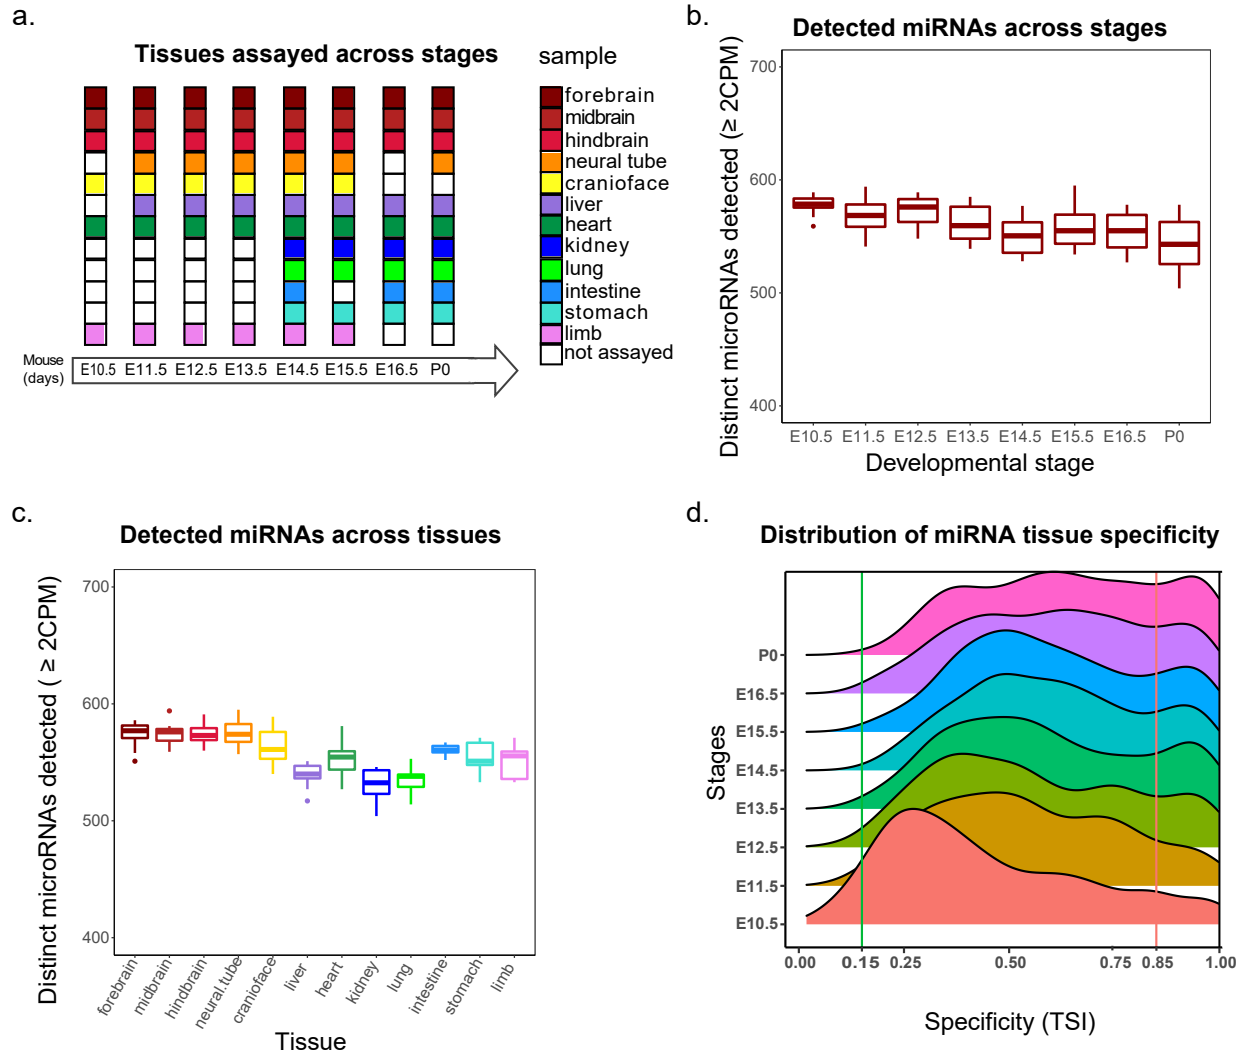 a.
Tissues assayed across stages
sample
forebrain
midbrain
hindbrain
neural tube
cranioface
liver
heart
kidney
lung
intestine
stomach
limb
not assayed
Mouse
(days)
E10.5 E11.5 E12.5 E13.5 E14.5 E15.5 E16.5 P0
b.
Detected miRNAs across stages
Distinct microRNAs detected (≥ 2CPM)
700
600
500
400
E10.5 E11.5 E12.5 E13.5 E14.5 E15.5 E16.5 P0
Developmental stage
c.
Detected miRNAs across tissues
Distinct microRNAs detected ( ≥ 2CPM)
700
600
500
400
forebrain midbrain hindbrain neural.tube cranioface liver heart kidney lung intestine stomach limb
Tissue
d.
Distribution of miRNA tissue specificity
Stages
P0
E16.5
E15.5
E14.5
E13.5
E12.5
E11.5
E10.5
0.00 0.15 0.25 0.50 0.75 0.85 1.00
Specificity (TSI)